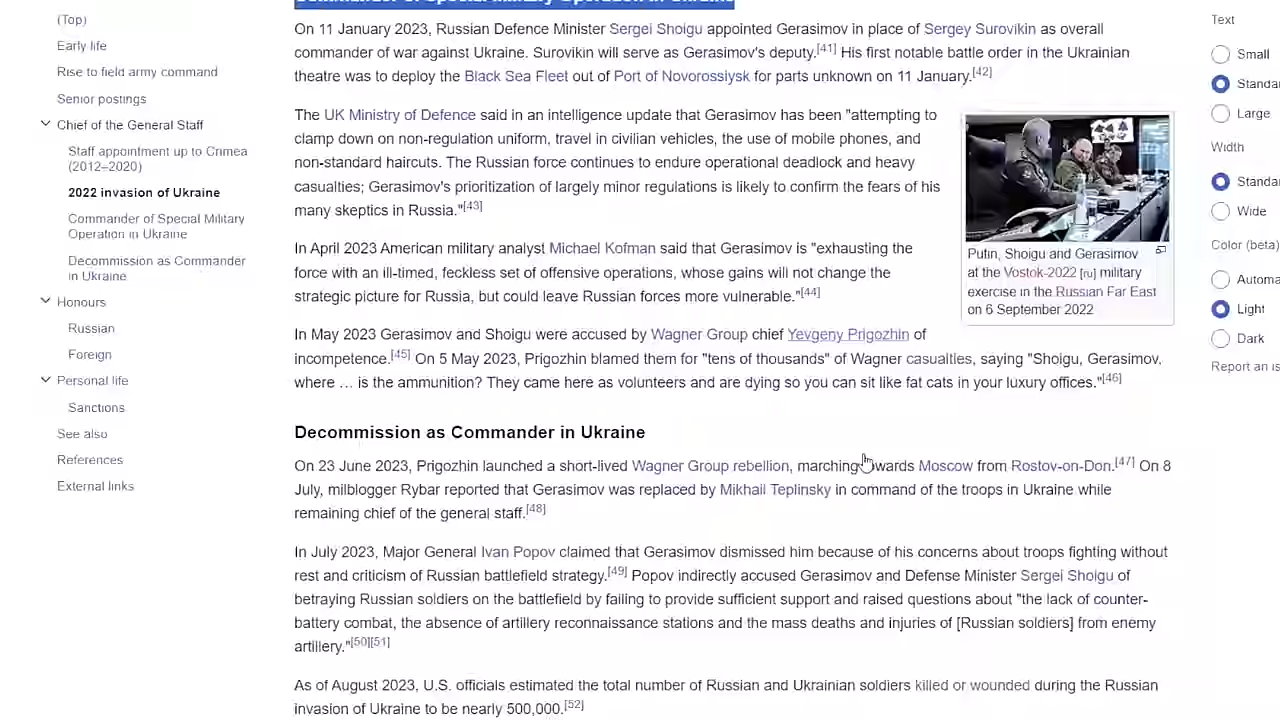 (Top)
Early life
Rise to field army command
Senior postings
Chief of the General Staff
Staff appointment up to Crimea
(2012–2020)
2022 invasion of Ukraine
Commander of Special Military
Operation in Ukraine
Decommission as Commander
in Ukraine
Honours
Russian
Foreign
Personal life
Sanctions
See also
References
External links
Commander of Special Military Operation in Ukraine
On 11 January 2023, Russian Defence Minister Sergei Shoigu appointed Gerasimov in place of Sergey Surovikin as overall
commander of war against Ukraine. Surovikin will serve as Gerasimov's deputy.[41] His first notable battle order in the Ukrainian
theatre was to deploy the Black Sea Fleet out of Port of Novorossiysk for parts unknown on 11 January.[42]
The UK Ministry of Defence said in an intelligence update that Gerasimov has been "attempting to
clamp down on non-regulation uniform, travel in civilian vehicles, the use of mobile phones, and
non-standard haircuts. The Russian force continues to endure operational deadlock and heavy
casualties; Gerasimov's prioritization of largely minor regulations is likely to confirm the fears of his
many skeptics in Russia."[43]
In April 2023 American military analyst Michael Kofman said that Gerasimov is "exhausting the
force with an ill-timed, feckless set of offensive operations, whose gains will not change the
strategic picture for Russia, but could leave Russian forces more vulnerable."[44]
Putin, Shoigu and Gerasimov
at the Vostok-2022 [ru] military
exercise in the Russian Far East
on 6 September 2022
In May 2023 Gerasimov and Shoigu were accused by Wagner Group chief Yevgeny Prigozhin of
incompetence.[45] On 5 May 2023, Prigozhin blamed them for "tens of thousands" of Wagner casualties, saying "Shoigu, Gerasimov,
where … is the ammunition? They came here as volunteers and are dying so you can sit like fat cats in your luxury offices."[46]
Decommission as Commander in Ukraine
On 23 June 2023, Prigozhin launched a short-lived Wagner Group rebellion, marching towards Moscow from Rostov-on-Don.[47] On 8
July, milblogger Rybar reported that Gerasimov was replaced by Mikhail Teplinsky in command of the troops in Ukraine while
remaining chief of the general staff.[48]
In July 2023, Major General Ivan Popov claimed that Gerasimov dismissed him because of his concerns about troops fighting without
rest and criticism of Russian battlefield strategy.[49] Popov indirectly accused Gerasimov and Defense Minister Sergei Shoigu of
betraying Russian soldiers on the battlefield by failing to provide sufficient support and raised questions about "the lack of counter-
battery combat, the absence of artillery reconnaissance stations and the mass deaths and injuries of [Russian soldiers] from enemy
artillery."[50][51]
As of August 2023, U.S. officials estimated the total number of Russian and Ukrainian soldiers killed or wounded during the Russian
invasion of Ukraine to be nearly 500,000.[52]
Text
Small
Standa
Large
Width
Standa
Wide
Color (beta)
Automa
Light
Dark
Report an is